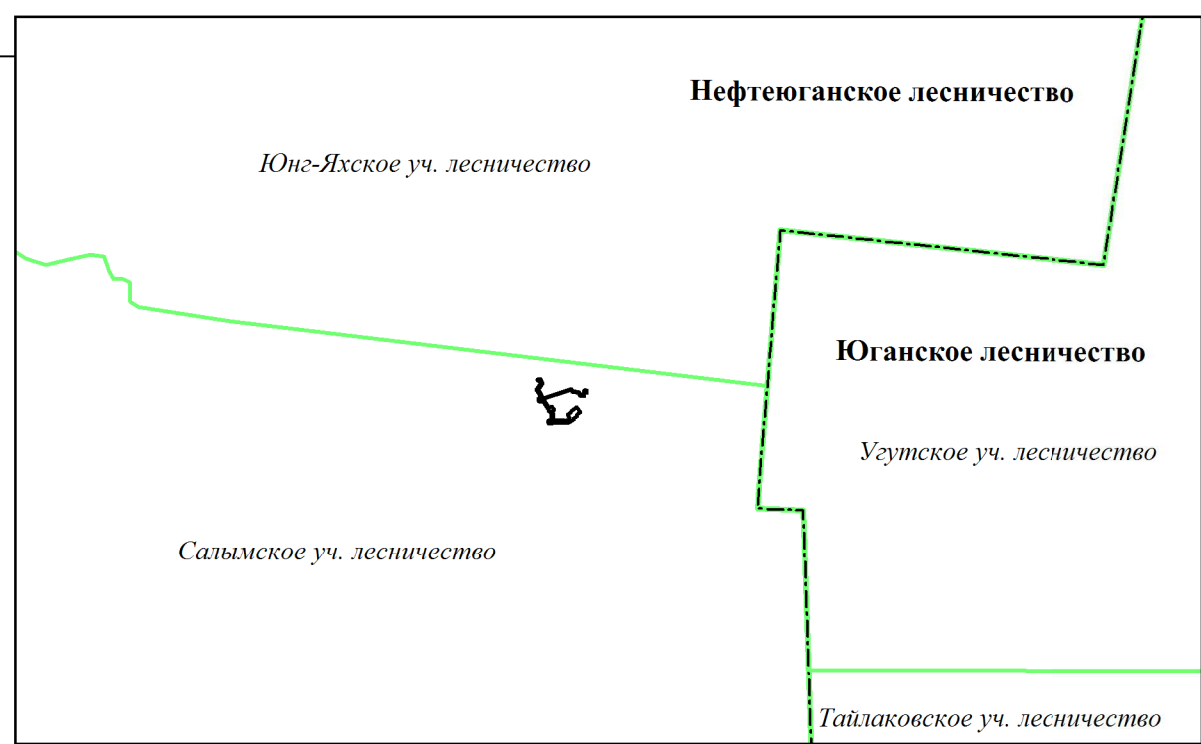 Нефтеюганское лесничество
Юнг-Яхское уч. лесничество
Юганское лесничество
Угутское уч. лесничество
Салымское уч. лесничество
Тайлаковское уч. лесничество